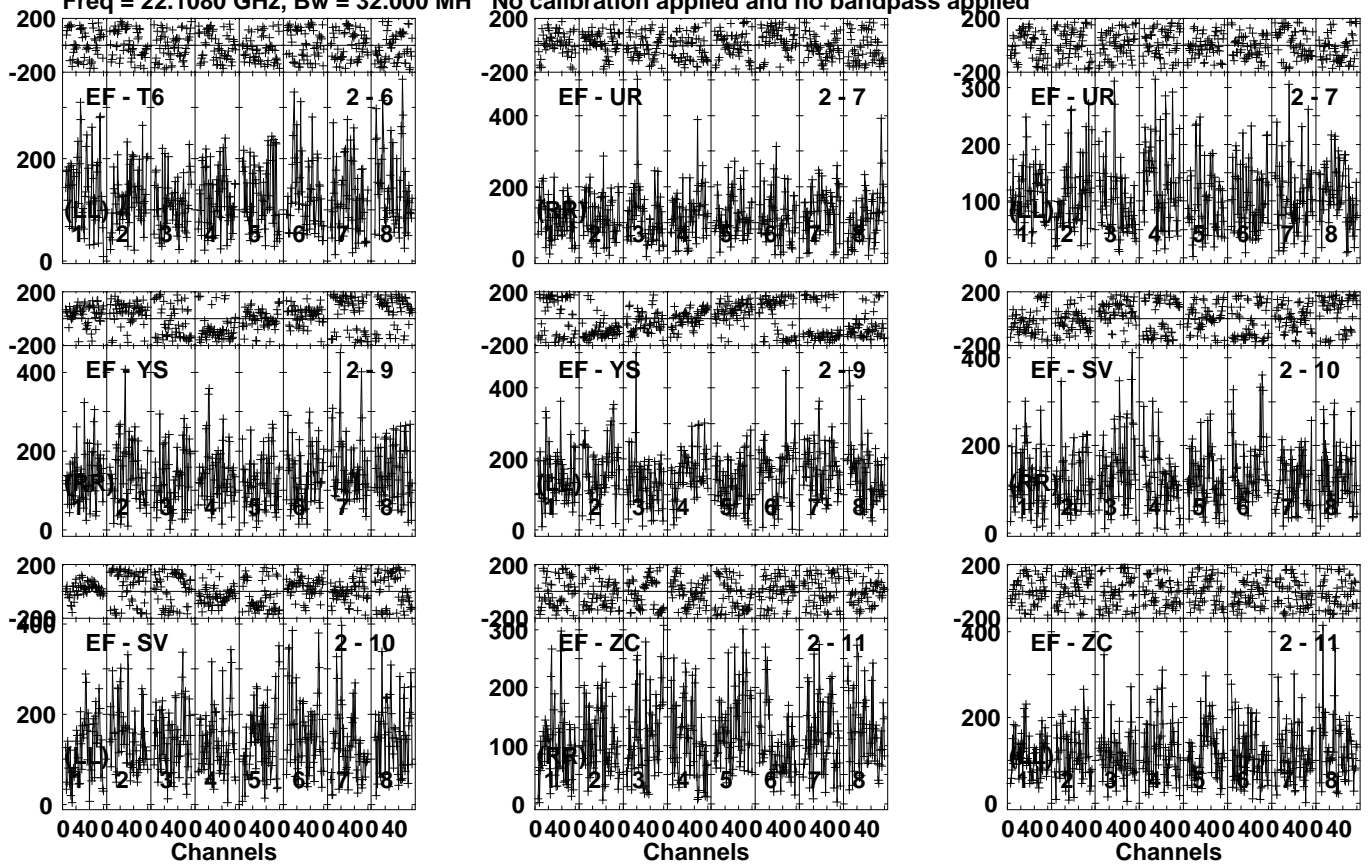 Freq = 22.1080 GHz, Bw = 32.000 MH No calibration applied and no bandpass applied
200 200 200
-200 -200 -200
EF - T6 2 - 6 EF - UR 2 - 7 EF - UR 2 - 7
200 0 400 200 0 300 200 100 0
(LL) (RR) (LL)
1 2 3 4 5 6 7 8 1 2 3 4 5 6 7 8 1 2 3 4 5 6 7 8
200 200 200
-200 -200 -200
EF - YS 2 - 9 EF - YS 2 - 9 EF - SV 2 - 10
400 200 0 400 200 0 400 200 0
(RR) (LL) (RR)
1 2 3 4 5 6 7 8 1 2 3 4 5 6 7 8 1 2 3 4 5 6 7 8
200 200 200
-200 -200 -200
EF - SV 2 - 10 EF - ZC 2 - 11 EF - ZC 2 - 11
400 200 0 300 200 100 0 400 200 0
(LL) (RR) (LL)
1 2 3 4 5 6 7 8 1 2 3 4 5 6 7 8 1 2 3 4 5 6 7 8
0 40 0 40 0 40 0 40 0 40 0 40 0 40 0 40 0 40 0 40 0 40 0 40 0 40 0 40 0 40 0 40 0 40 0 40 0 40 0 40 0 40 0 40 0 40 0 40
Channels Channels Channels